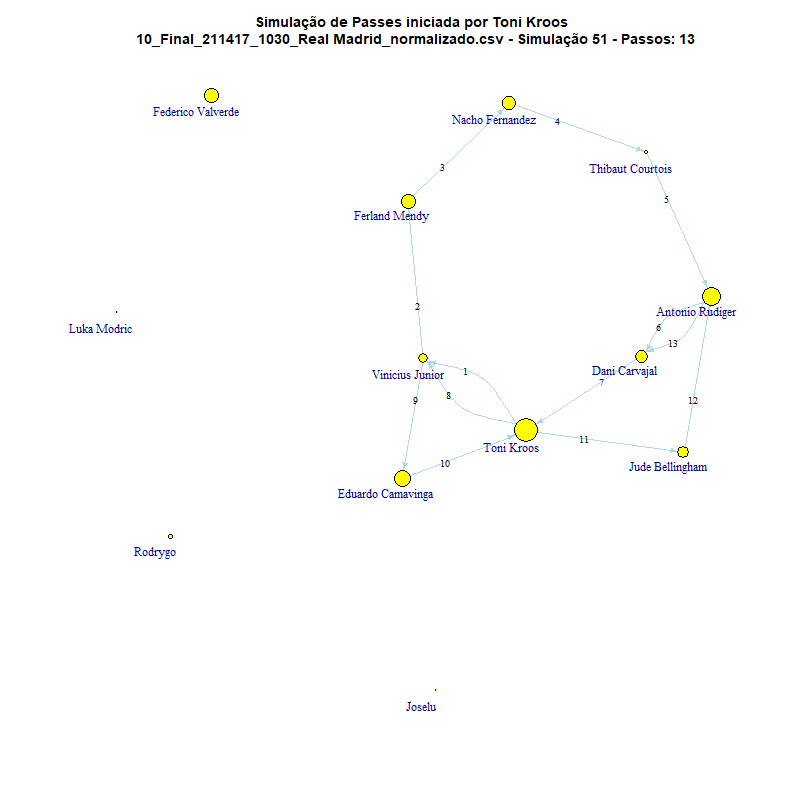 Simulação de Passes iniciada por Toni Kroos
10_Final_211417_1030_Real Madrid_normalizado.csv - Simulação 51 - Passos: 13
Federico Valverde
Nacho Fernandez
4
Thibaut Courtois
3
5
Ferland Mendy
2
Luka Modric
Antonio Rudiger
6
13
Vinicius Junior
1
Dani Carvajal
7
9
8
12
Toni Kroos
11
10
Jude Bellingham
Eduardo Camavinga
Rodrygo
Joselu